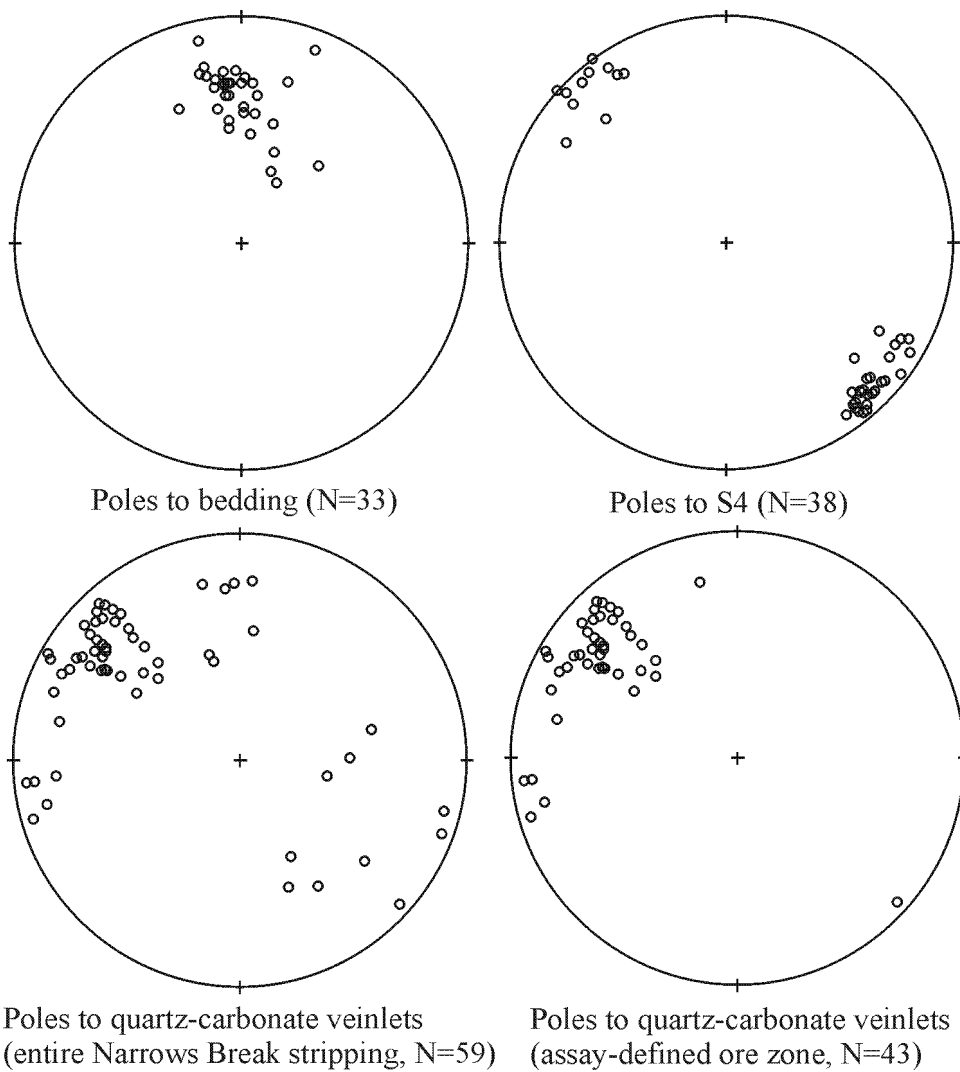 Poles to bedding (N=33)
Poles to S4 (N=38)
Poles to quartz-carbonate veinlets
(entire Narrows Break stripping, N=59)
Poles to quartz-carbonate veinlets
(assay-defined ore zone, N=43)